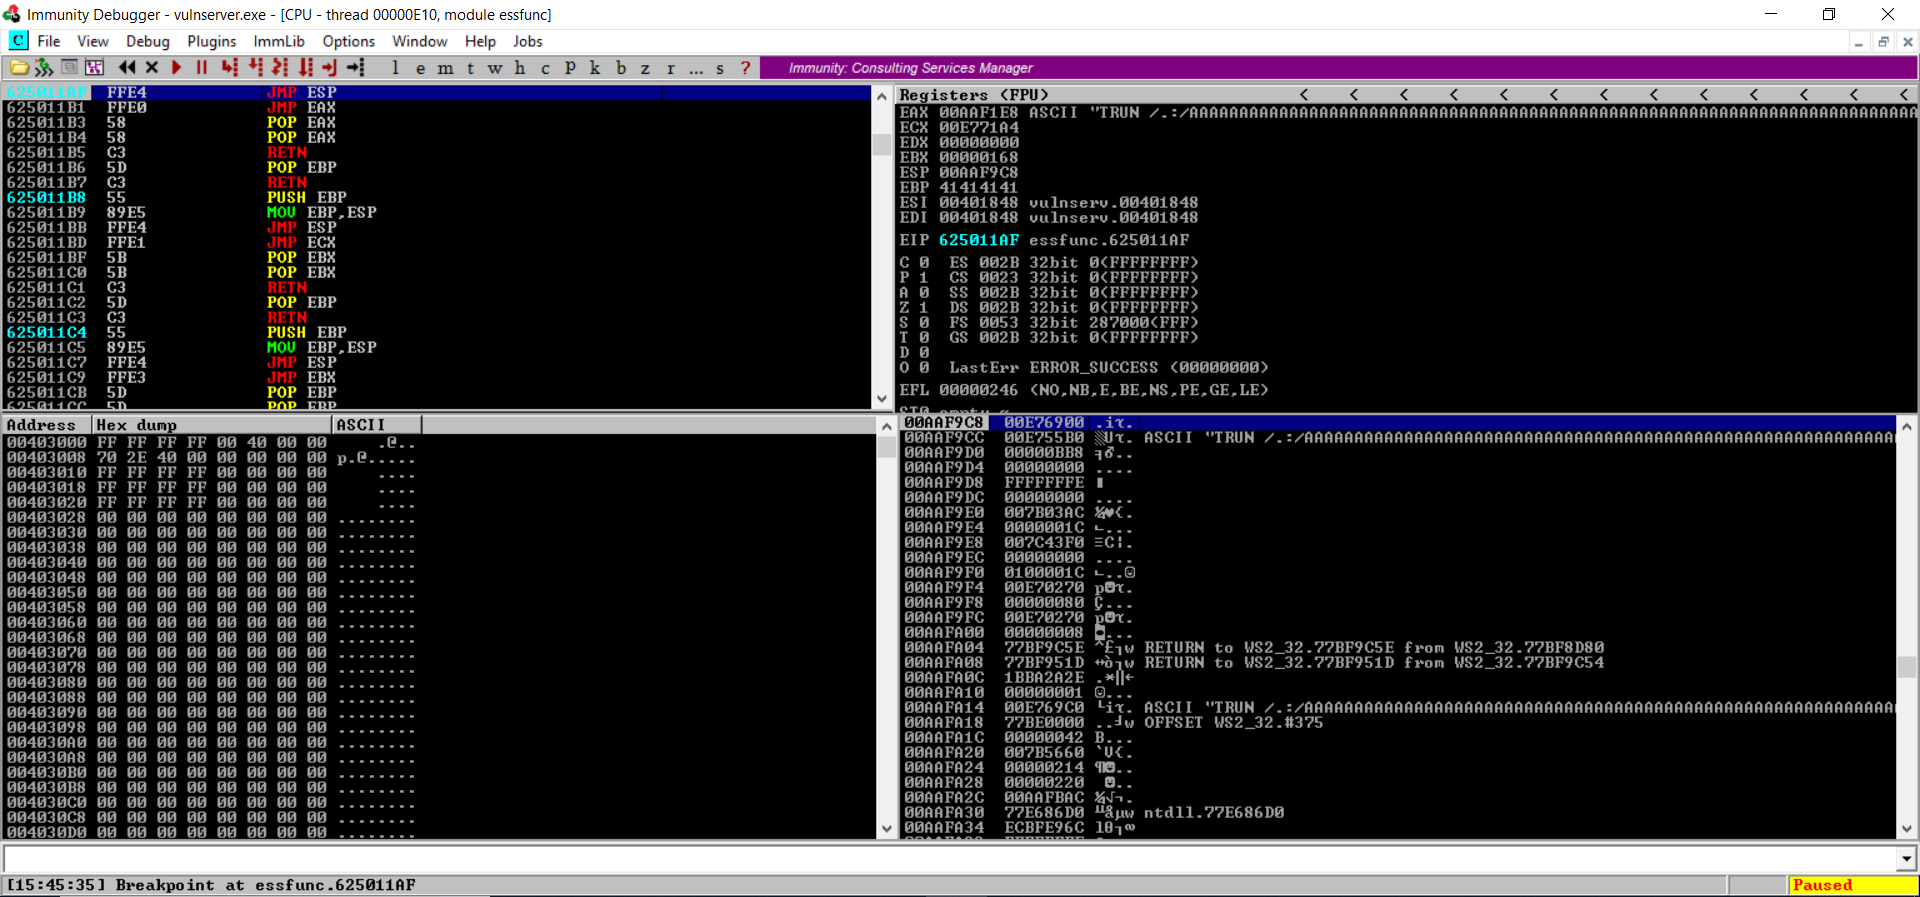 Immunity Debugger - vulnserver.exe - [CPU - thread 00000E10, module essfunc]
C File View Debug Plugins ImmLib Options Window Help Jobs
l e m t w h c P k b z r ... s ? Immunity: Consulting Services Manager
625011AF FFE4 JMP ESP
625011B1 FFE0 JMP EAX
625011B3 58 POP EAX
625011B4 58 POP EAX
625011B5 C3 RETN
625011B6 5D POP EBP
625011B7 C3 RETN
625011B8 55 PUSH EBP
625011B9 89E5 MOV EBP,ESP
625011BB FFE4 JMP ESP
625011BD FFE1 JMP ECX
625011BF 5B POP EBX
625011C0 5B POP EBX
625011C1 C3 RETN
625011C2 5D POP EBP
625011C3 C3 RETN
625011C4 55 PUSH EBP
625011C5 89E5 MOV EBP,ESP
625011C7 FFE4 JMP ESP
625011C9 FFE3 JMP EBX
625011CB 5D POP EBP
625011CC 5D POP EBP
Registers (FPU) < < < < < < < < < < < < <
EAX 00AAF1E8 ASCII "TRUN /.:/
ECX 00E771A4
EDX 00000000
EBX 00000168
ESP 00AAF9C8
EBP 41414141
ESI 00401848 vulnserv.00401848
EDI 00401848 vulnserv.00401848
EIP 625011AF essfunc.625011AF
C 0 ES 002B 32bit 0(FFFFFFFF)
P 1 CS 0023 32bit 0(FFFFFFFF)
A 0 SS 002B 32bit 0(FFFFFFFF)
Z 1 DS 002B 32bit 0(FFFFFFFF)
S 0 FS 0053 32bit 287000(FFF)
T 0 GS 002B 32bit 0(FFFFFFFF)
D 0
O 0 LastErr ERROR_SUCCESS (00000000)
EFL 00000246 (NO,NB,E,BE,NS,PE,GE,LE)
Address Hex dump ASCII
00403000 FF FF FF FF 00 40 00 00 .@..
00403008 70 2E 40 00 00 00 00 00 p.@.....
00403010 FF FF FF FF 00 00 00 00 ....
00403018 FF FF FF FF 00 00 00 00 ....
00403020 FF FF FF FF 00 00 00 00 ....
00403028 00 00 00 00 00 00 00 00 ........
00403030 00 00 00 00 00 00 00 00 ........
00403038 00 00 00 00 00 00 00 00 ........
00403040 00 00 00 00 00 00 00 00 ........
00403048 00 00 00 00 00 00 00 00 ........
00403050 00 00 00 00 00 00 00 00 ........
00403058 00 00 00 00 00 00 00 00 ........
00403060 00 00 00 00 00 00 00 00 ........
00403068 00 00 00 00 00 00 00 00 ........
00403070 00 00 00 00 00 00 00 00 ........
00403078 00 00 00 00 00 00 00 00 ........
00403080 00 00 00 00 00 00 00 00 ........
00403088 00 00 00 00 00 00 00 00 ........
00403090 00 00 00 00 00 00 00 00 ........
00403098 00 00 00 00 00 00 00 00 ........
004030A0 00 00 00 00 00 00 00 00 ........
004030A8 00 00 00 00 00 00 00 00 ........
004030B0 00 00 00 00 00 00 00 00 ........
004030B8 00 00 00 00 00 00 00 00 ........
004030C0 00 00 00 00 00 00 00 00 ........
004030C8 00 00 00 00 00 00 00 00 ........
004030D0 00 00 00 00 00 00 00 00 ........
00AAF9C8 00E76900 .iτ.
00AAF9CC 00E755B0 ░Uτ. ASCII "TRUN /.:/
00AAF9D0 00000BB8 ╕♂..
00AAF9D4 00000000 ....
00AAF9D8 FFFFFFFE
00AAF9DC 00000000 ....
00AAF9E0 007B03AC ¼♥{.
00AAF9E4 0000001C ∟...
00AAF9E8 007C43F0 ≡C|.
00AAF9EC 00000000 ....
00AAF9F0 0100001C ∟..☺
00AAF9F4 00E70270 p☻τ.
00AAF9F8 00000080 Ç...
00AAF9FC 00E70270 p☻τ.
00AAFA00 00000008 ◘...
00AAFA04 77BF9C5E ^£┐w RETURN to WS2_32.77BF9C5E from WS2_32.77BF8D80
00AAFA08 77BF951D ↔ò┐w RETURN to WS2_32.77BF951D from WS2_32.77BF9C54
00AAFA0C 1BBA2A2E .*║←
00AAFA10 00000001 ☺...
00AAFA14 00E769C0 └iτ. ASCII "TRUN /.:/
00AAFA18 77BE0000 ..╛w OFFSET WS2_32.#375
00AAFA1C 00000042 B...
00AAFA20 007B5660 `V{.
00AAFA24 00000214 ¶☻..
00AAFA28 00000220 ☻..
00AAFA2C 00AAFBAC ¼√¬.
00AAFA30 77E686D0 ╨åµw ntdll.77E686D0
00AAFA34 ECBFE96C lΘ┐∞
[15:45:35] Breakpoint at essfunc.625011AF
Paused